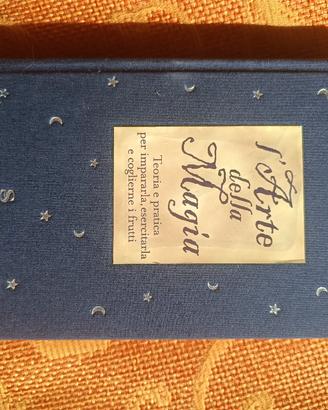 l'Arte
della
Magia
Teoria e pratica
per impararla, esercitarla
e coglierne i frutti